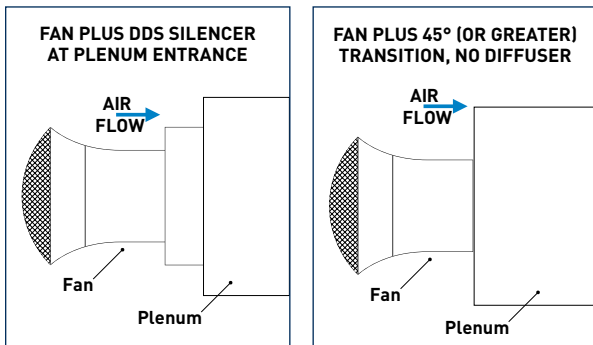 FAN PLUS DDS SILENCER
AT PLENUM ENTRANCE
AIR
FLOW
Fan
Plenum
FAN PLUS 45° (OR GREATER)
TRANSITION, NO DIFFUSER
AIR
FLOW
Fan
Plenum